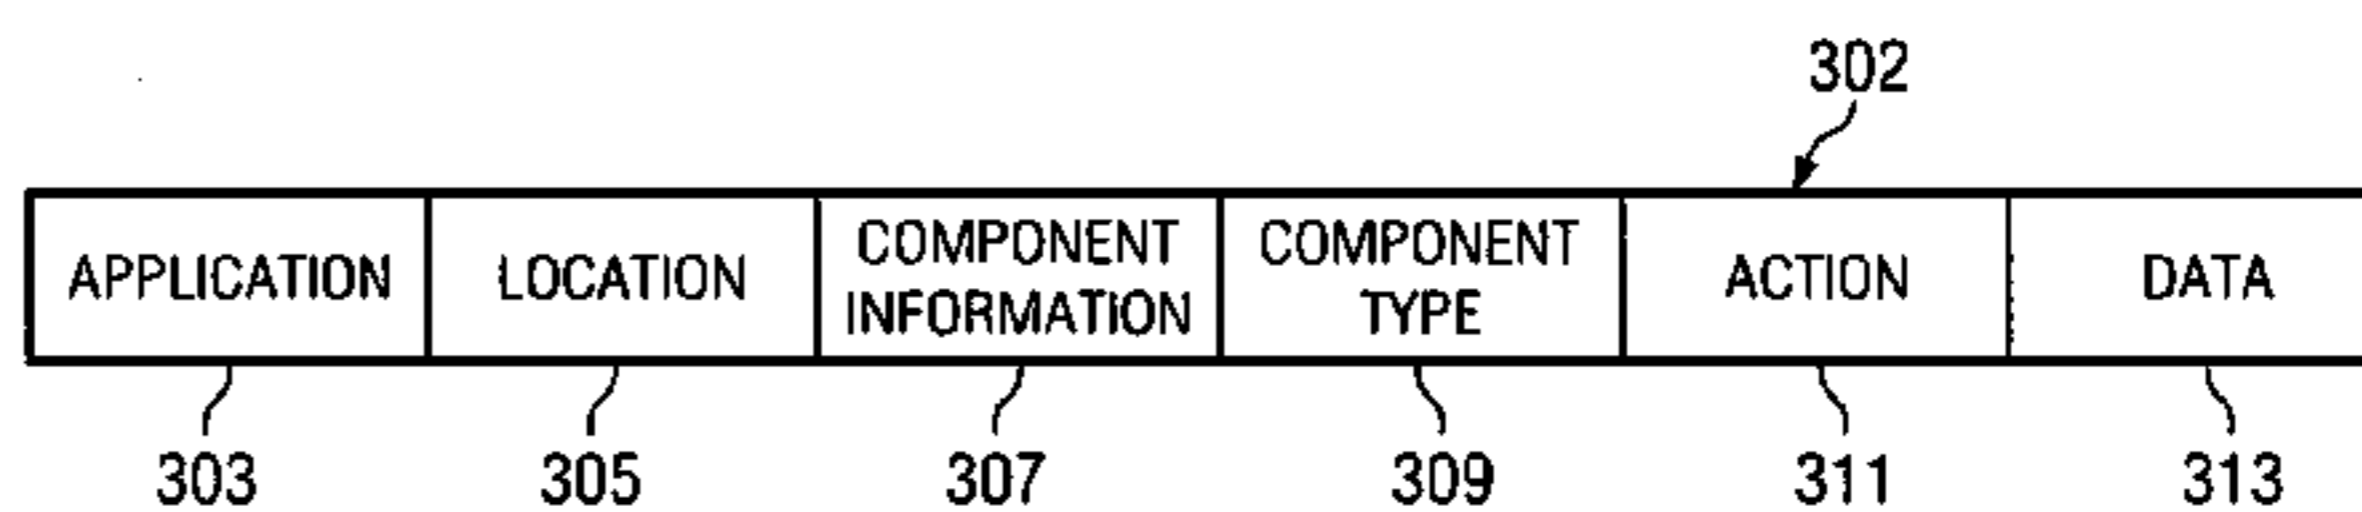 302
APPLICATION
LOCATION
COMPONENT
INFORMATION
COMPONENT
TYPE
ACTION
DATA
303
305
307
309
311
313